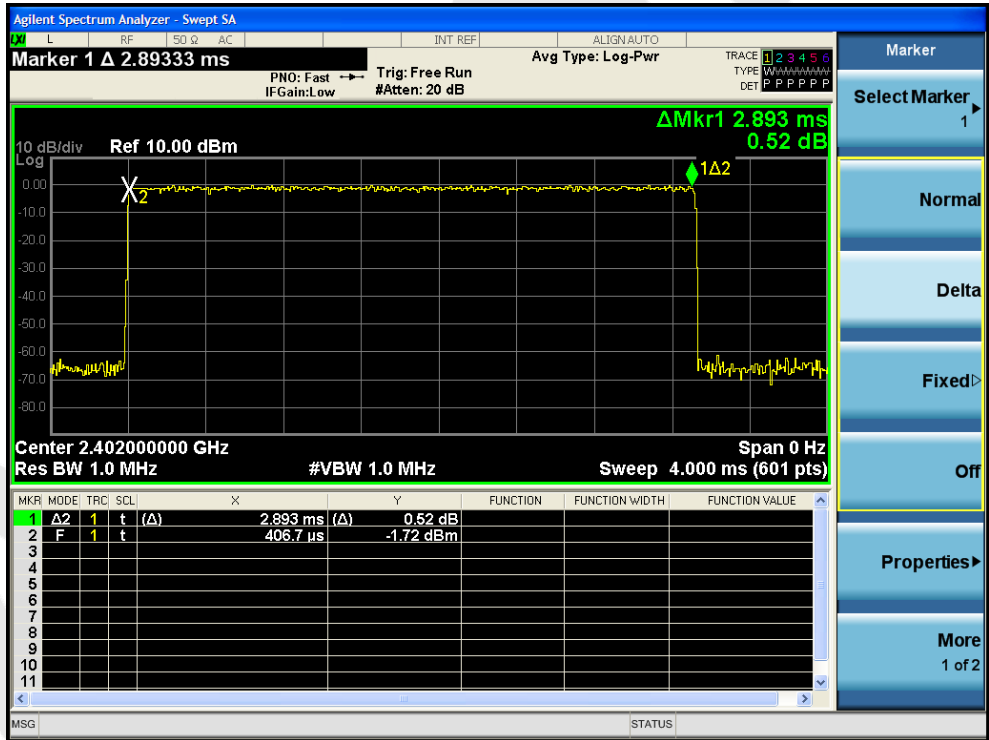 Agilent Spectrum Analyzer - Swept SA
LXI L RF 50 Ω AC INT REF ALIGN AUTO
Marker 1 Δ 2.89333 ms
PNO: Fast
IFGain:Low
Trig: Free Run
#Atten: 20 dB
Avg Type: Log-Pwr
TRACE 1 2 3 4 5 6
TYPE WWWWWW
DET P P P P P P
ΔMkr1 2.893 ms
0.52 dB
10 dB/div Ref 10.00 dBm
Log
1Δ2
0.00
2
-10.0
-20.0
-30.0
-40.0
-50.0
-60.0
-70.0
-80.0
Center 2.402000000 GHz Span 0 Hz
Res BW 1.0 MHz #VBW 1.0 MHz Sweep 4.000 ms (601 pts)
MKR MODE TRC SCL X Y FUNCTION FUNCTION WIDTH FUNCTION VALUE
1 Δ2 1 t (Δ) 2.893 ms (Δ) 0.52 dB
2 F 1 t 406.7 µs -1.72 dBm
3
4
5
6
7
8
9
10
11
MSG STATUS
Marker
Select Marker
1
Normal
Delta
Fixed
Off
Properties
More
1 of 2